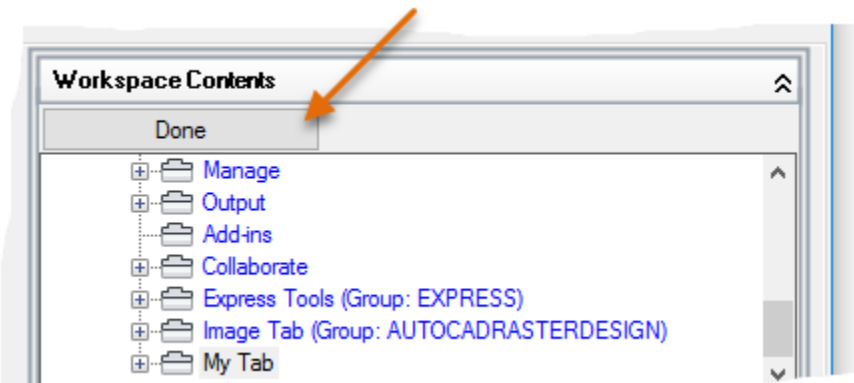 Workspace Contents
Done
Manage
Output
Add-ins
Collaborate
Express Tools (Group: EXPRESS)
Image Tab (Group: AUTOCADRASTERDESIGN)
My Tab